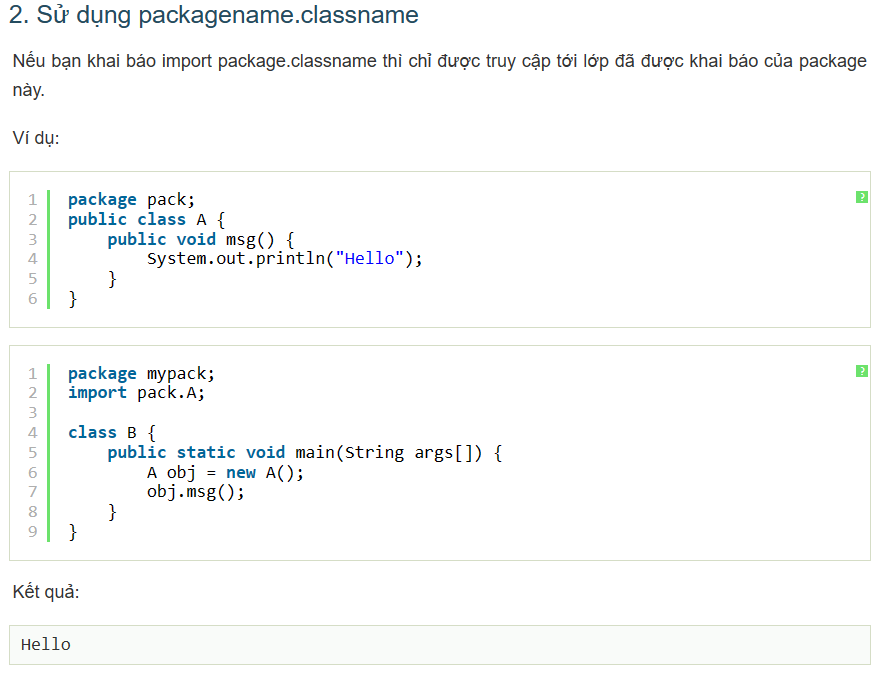 2. Sử dụng packagename.classname
Nếu bạn khai báo import package.classname thì chỉ được truy cập tới lớp đã được khai báo của package
này.
Ví dụ:
?
1 package pack;
2 public class A {
3     public void msg() {
4         System.out.println("Hello");
5     }
6 }
?
1 package mypack;
2 import pack.A;
3
4 class B {
5     public static void main(String args[]) {
6         A obj = new A();
7         obj.msg();
8     }
9 }
Kết quả:
Hello